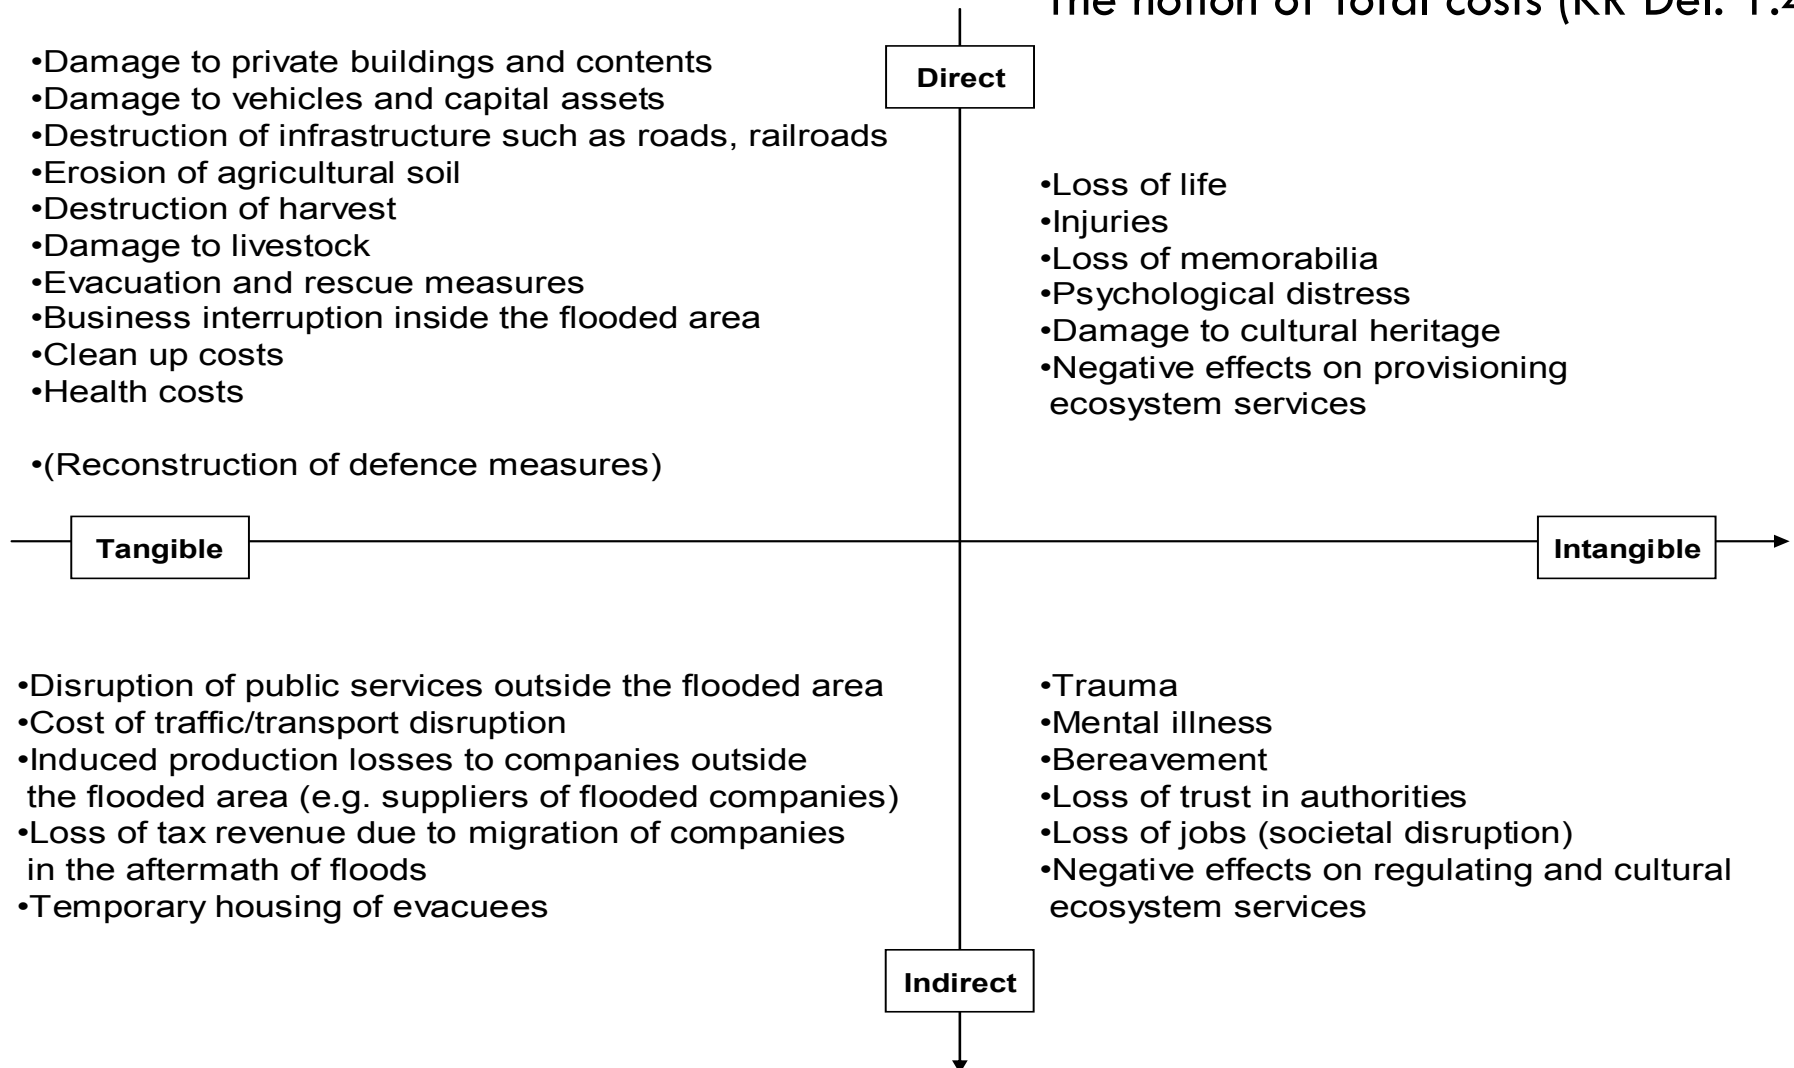 The notion of Total costs (KR Del. 1.4
Direct
•Damage to private buildings and contents
•Damage to vehicles and capital assets
•Destruction of infrastructure such as roads, railroads
•Erosion of agricultural soil
•Destruction of harvest
•Damage to livestock
•Evacuation and rescue measures
•Business interruption inside the flooded area
•Clean up costs
•Health costs
•(Reconstruction of defence measures)
•Loss of life
•Injuries
•Loss of memorabilia
•Psychological distress
•Damage to cultural heritage
•Negative effects on provisioning
ecosystem services
Tangible
Intangible
•Disruption of public services outside the flooded area
•Cost of traffic/transport disruption
•Induced production losses to companies outside
the flooded area (e.g. suppliers of flooded companies)
•Loss of tax revenue due to migration of companies
in the aftermath of floods
•Temporary housing of evacuees
•Trauma
•Mental illness
•Bereavement
•Loss of trust in authorities
•Loss of jobs (societal disruption)
•Negative effects on regulating and cultural
ecosystem services
Indirect